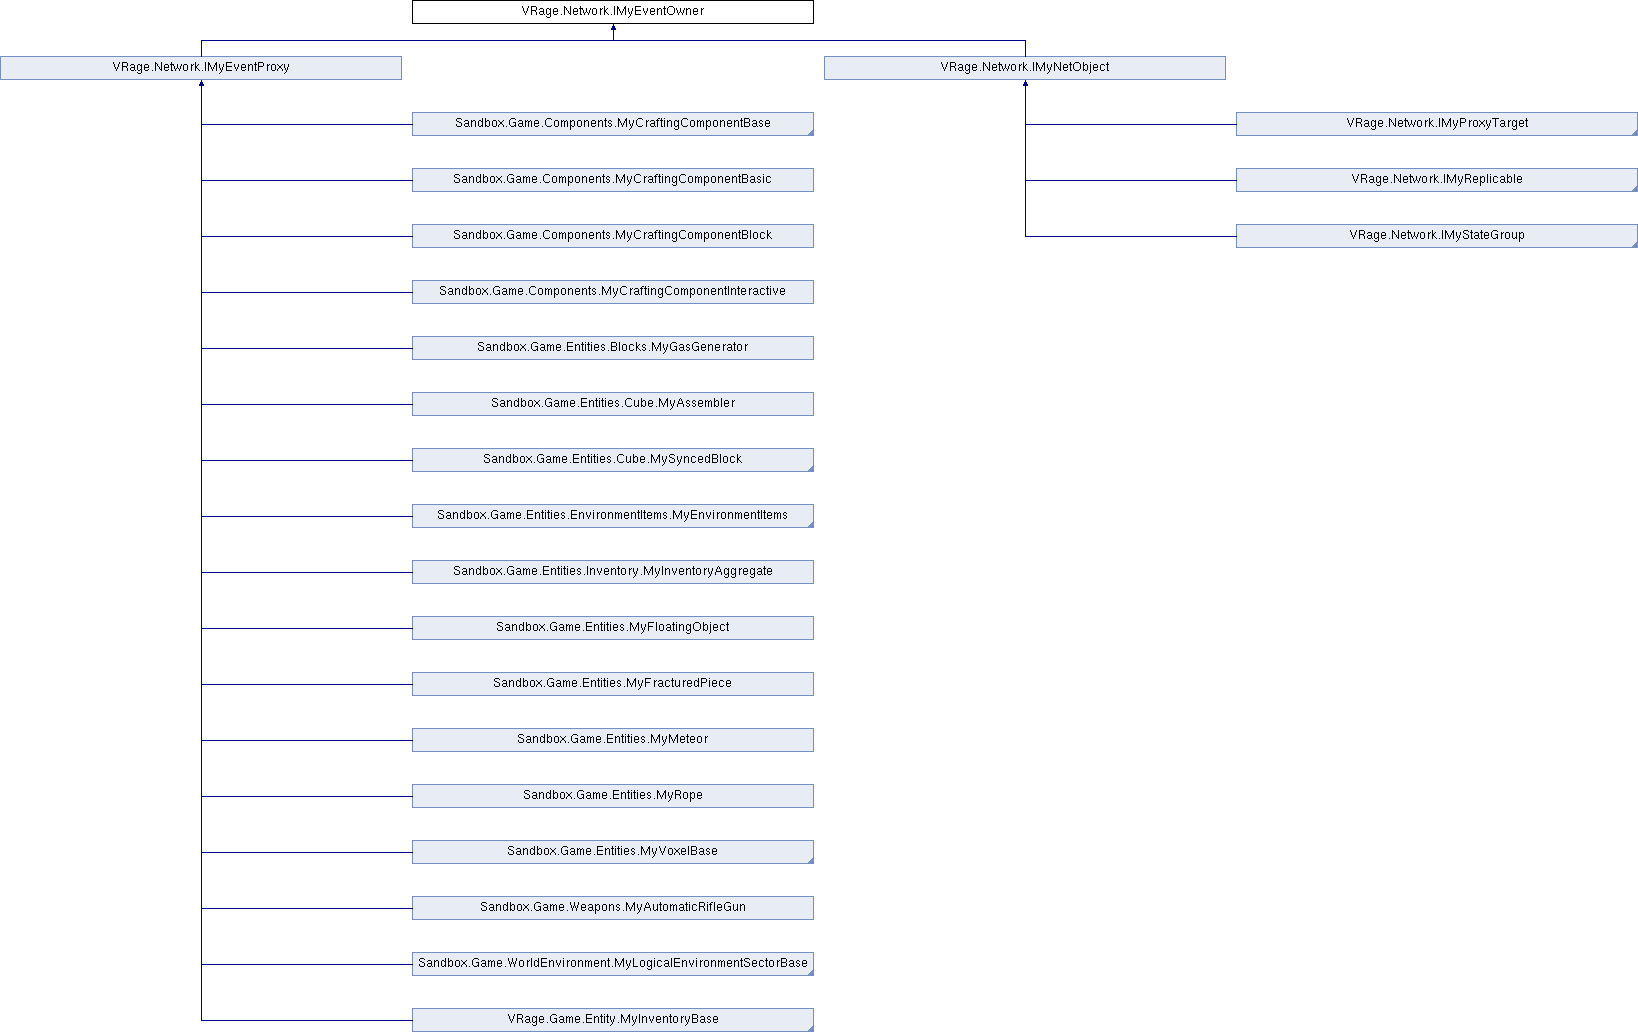 VRage.Network.IMyEventOwner
VRage.Network.IMyEventProxy
VRage.Network.IMyNetObject
Sandbox.Game.Components.MyCraftingComponentBase
VRage.Network.IMyProxyTarget
Sandbox.Game.Components.MyCraftingComponentBasic
VRage.Network.IMyReplicable
Sandbox.Game.Components.MyCraftingComponentBlock
VRage.Network.IMyStateGroup
Sandbox.Game.Components.MyCraftingComponentInteractive
Sandbox.Game.Entities.Blocks.MyGasGenerator
Sandbox.Game.Entities.Cube.MyAssembler
Sandbox.Game.Entities.Cube.MySyncedBlock
Sandbox.Game.Entities.EnvironmentItems.MyEnvironmentItems
Sandbox.Game.Entities.Inventory.MyInventoryAggregate
Sandbox.Game.Entities.MyFloatingObject
Sandbox.Game.Entities.MyFracturedPiece
Sandbox.Game.Entities.MyMeteor
Sandbox.Game.Entities.MyRope
Sandbox.Game.Entities.MyVoxelBase
Sandbox.Game.Weapons.MyAutomaticRifleGun
Sandbox.Game.WorldEnvironment.MyLogicalEnvironmentSectorBase
VRage.Game.Entity.MyInventoryBase